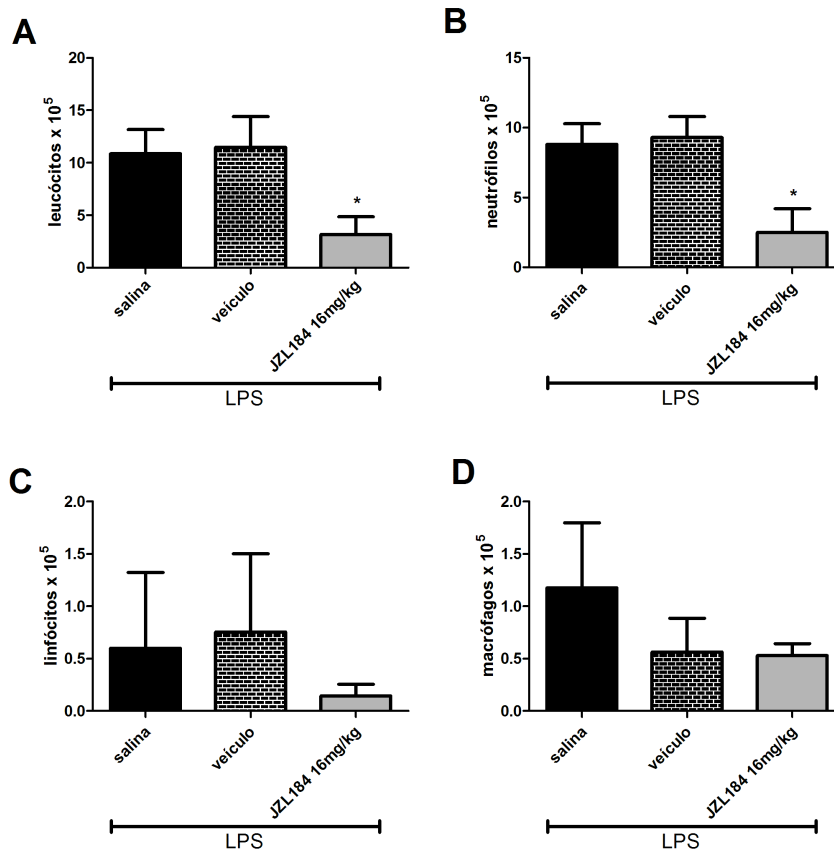 A
leucócitos x 10⁵
20
15
10
5
0
salina
veículo
JZL184 16mg/kg
*
LPS
B
neutrófilos x 10⁵
15
10
5
0
salina
veículo
JZL184 16mg/kg
*
LPS
C
linfócitos x 10⁵
2.0
1.5
1.0
0.5
0.0
salina
veículo
JZL184 16mg/kg
LPS
D
macrófagos x 10⁵
2.0
1.5
1.0
0.5
0.0
salina
veículo
JZL184 16mg/kg
LPS